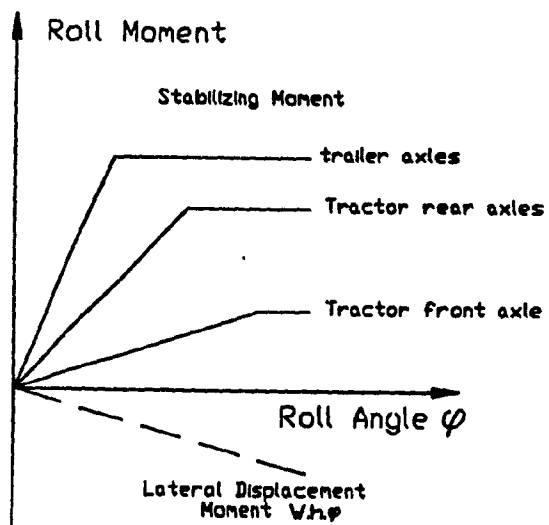 Roll Moment
Stabilizing Moment
trailer axles
Tractor rear axles
Tractor front axle
Roll Angle φ
Lateral Displacement
Moment W.h.φ